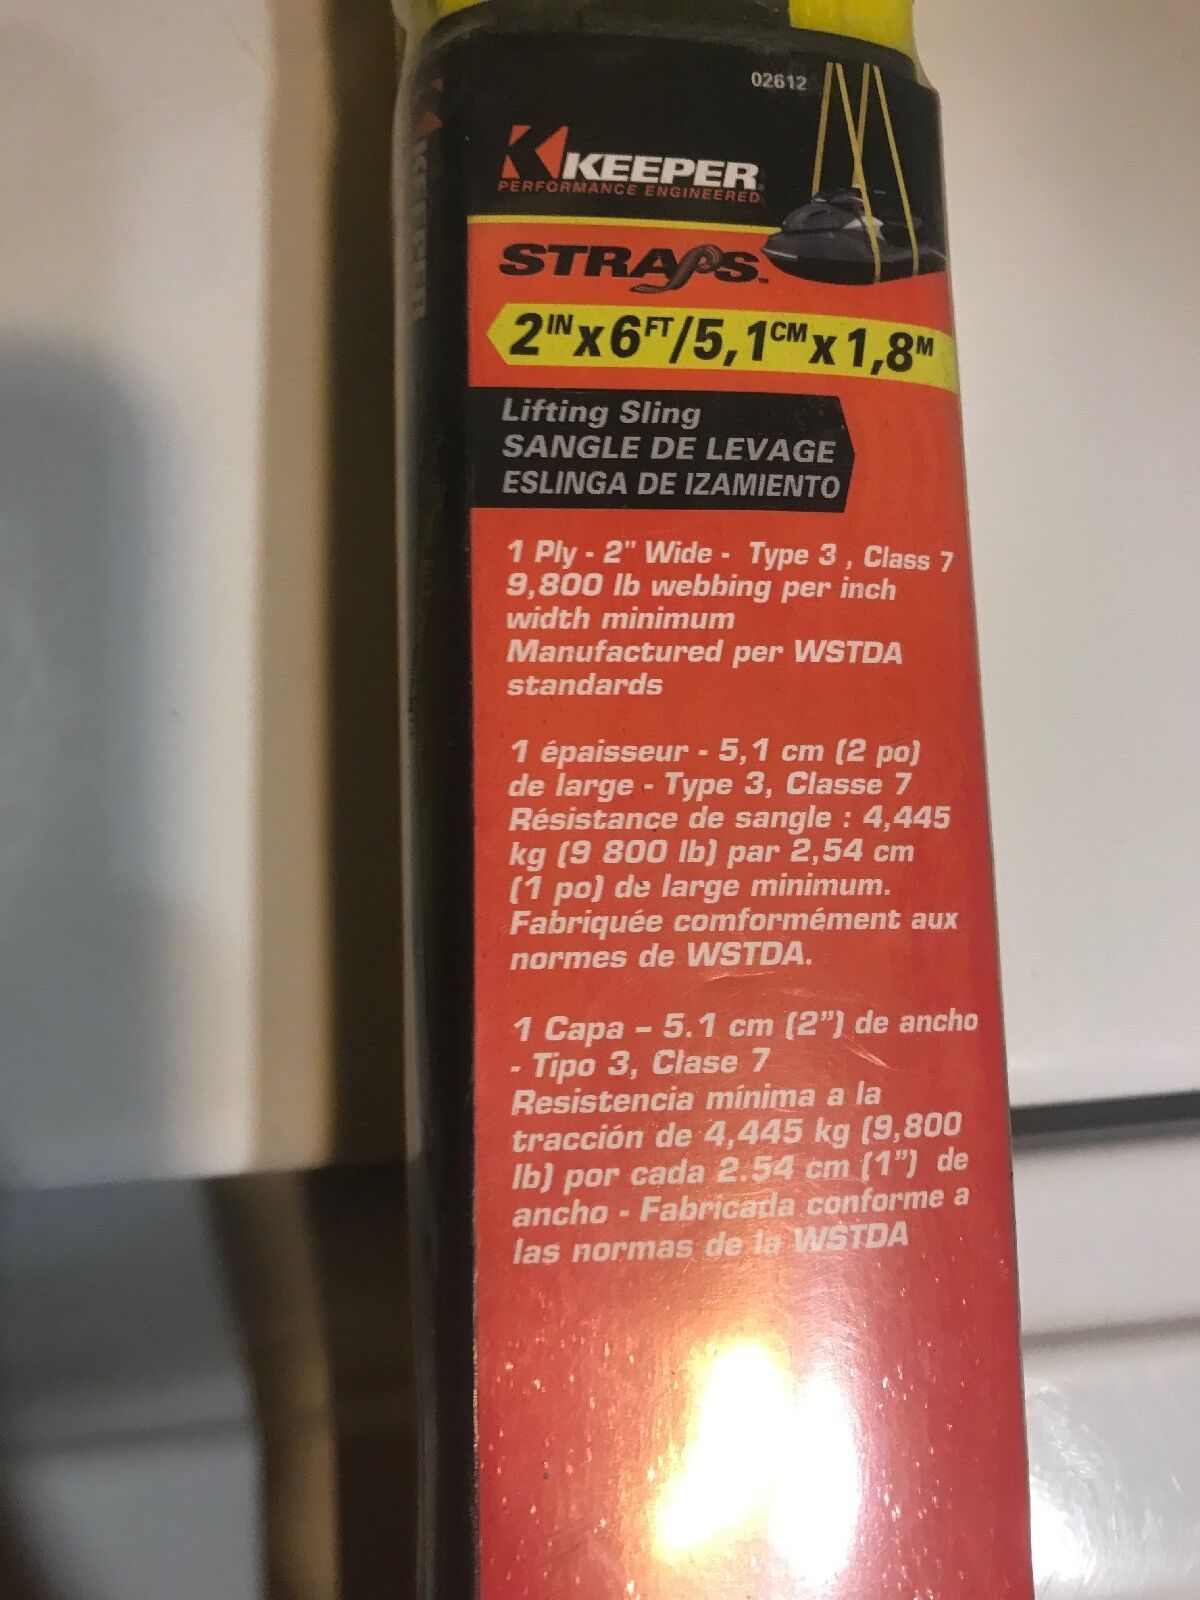 02612
KEEPER
PERFORMANCE ENGINEERED
STRAPS™
2IN x 6FT/5,1CM x 1,8M
Lifting Sling
SANGLE DE LEVAGE
ESLINGA DE IZAMIENTO
1 Ply - 2" Wide - Type 3 , Class 7
9,800 lb webbing per inch
width minimum
Manufactured per WSTDA
standards
1 épaisseur - 5,1 cm (2 po)
de large - Type 3, Classe 7
Résistance de sangle : 4,445
kg (9 800 lb) par 2,54 cm
(1 po) de large minimum.
Fabriquée comformément aux
normes de WSTDA.
1 Capa – 5.1 cm (2") de ancho
- Tipo 3, Clase 7
Resistencia mínima a la
tracción de 4,445 kg (9,800
lb) por cada 2.54 cm (1") de
ancho - Fabricada conforme a
las normas de la WSTDA
KEEPER